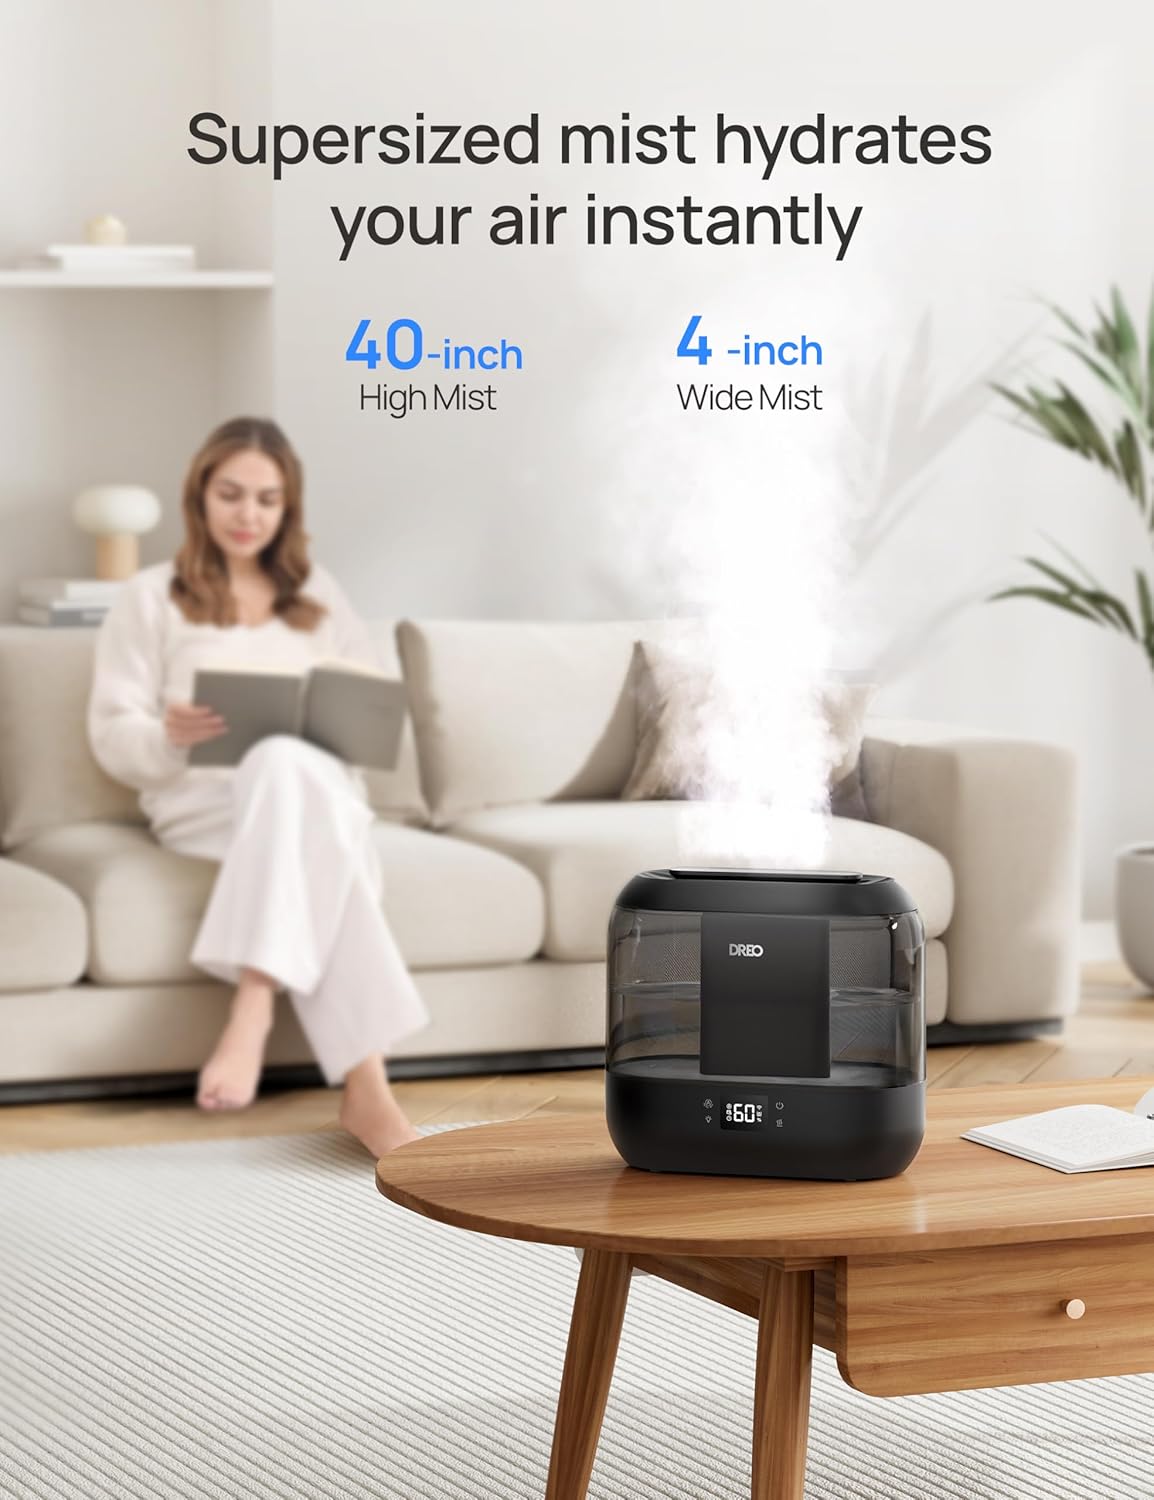 Supersized mist hydrates
your air instantly
40-inch
High Mist
4 -inch
Wide Mist
DREO
60